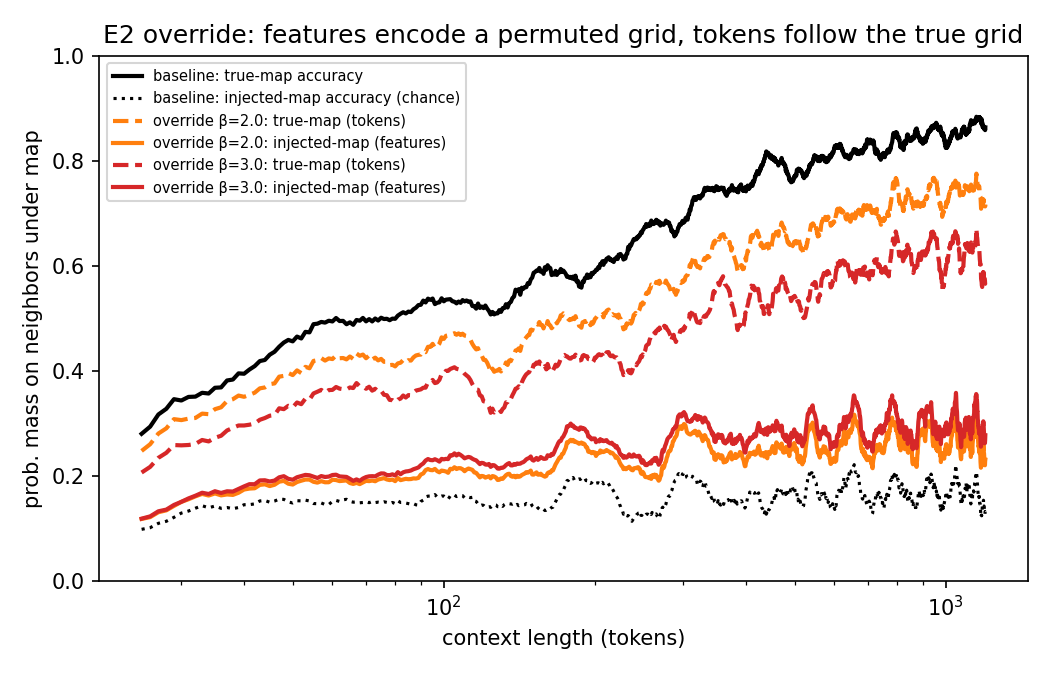 E2 override: features encode a permuted grid, tokens follow the true grid
1.0
0.8
0.6
0.4
0.2
0.0
prob. mass on neighbors under map
baseline: true-map accuracy
baseline: injected-map accuracy (chance)
override β=2.0: true-map (tokens)
override β=2.0: injected-map (features)
override β=3.0: true-map (tokens)
override β=3.0: injected-map (features)
10² 10³
context length (tokens)